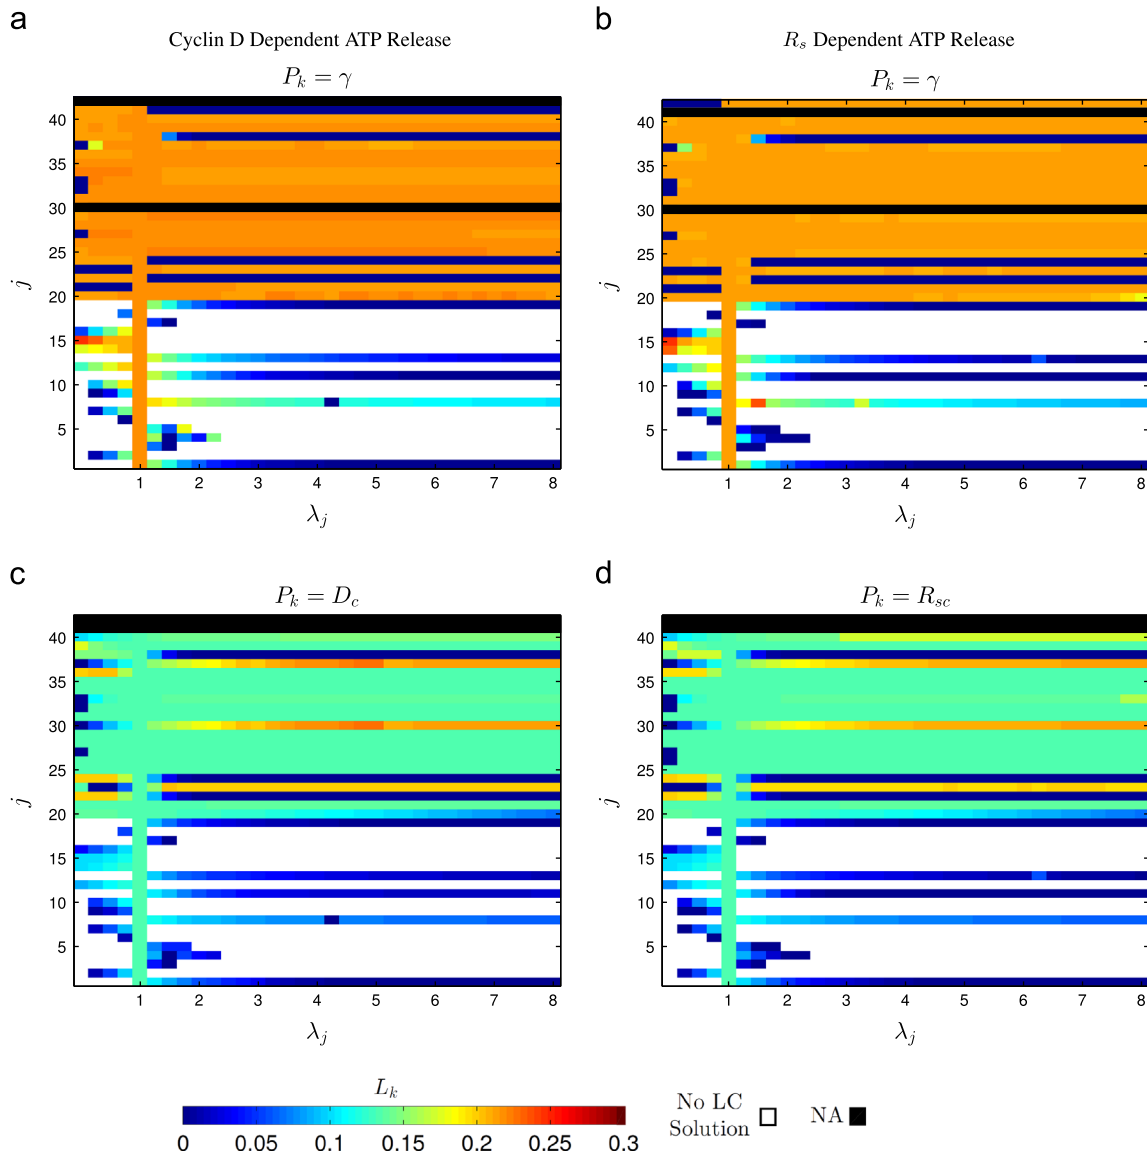 a
Cyclin D Dependent ATP Release
P_k = γ
40
35
30
25
20
15
10
5
j
1 2 3 4 5 6 7 8
λ_j
b
R_s Dependent ATP Release
P_k = γ
40
35
30
25
20
15
10
5
j
1 2 3 4 5 6 7 8
λ_j
c
P_k = D_c
40
35
30
25
20
15
10
5
j
1 2 3 4 5 6 7 8
λ_j
d
P_k = R_sc
40
35
30
25
20
15
10
5
j
1 2 3 4 5 6 7 8
λ_j
L_k
0 0.05 0.1 0.15 0.2 0.25 0.3
No LC
Solution
NA